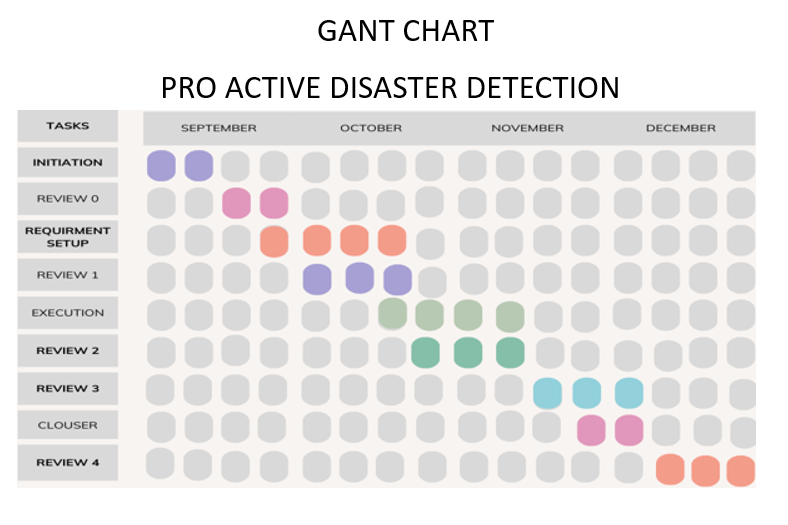 GANT CHART
PRO ACTIVE DISASTER DETECTION
TASKS SEPTEMBER OCTOBER NOVEMBER DECEMBER
INITIATION
REVIEW 0
REQUIRMENT
SETUP
REVIEW 1
EXECUTION
REVIEW 2
REVIEW 3
CLOUSER
REVIEW 4